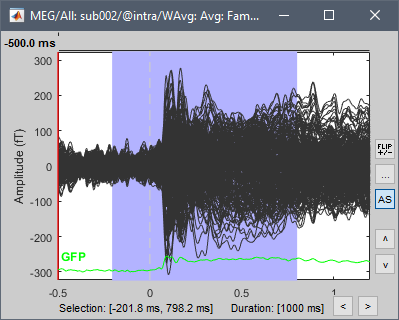 MEG/All: sub002/@intra/WAvg: Avg: Fam...
-500.0 ms
300
200
100
0
-100
-200
-300
Amplitude (fT)
GFP
-0.5
0
0.5
1
FLIP
+/-
...
AS
<
>
Selection: [-201.8 ms, 798.2 ms]
Duration: [1000 ms]
<
>